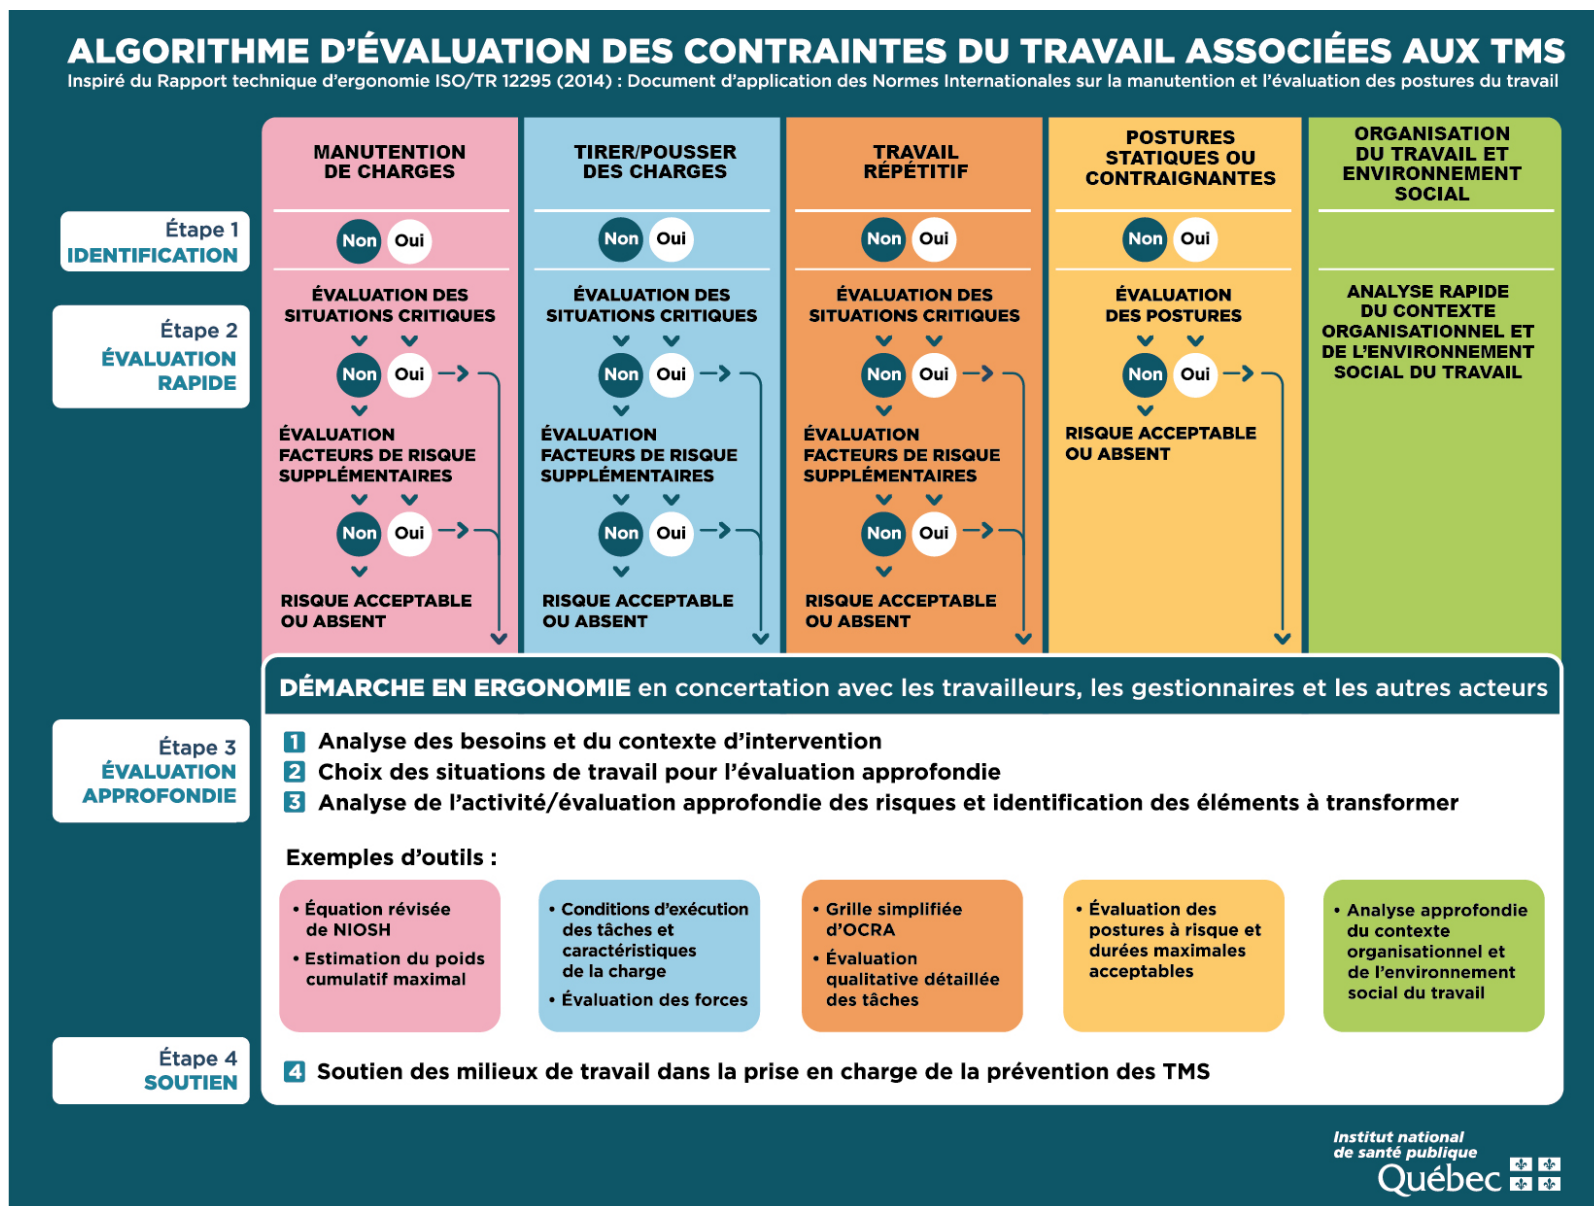 ALGORITHME D'ÉVALUATION DES CONTRAINTES DU TRAVAIL ASSOCIÉES AUX TMS
Inspiré du Rapport technique d'ergonomie ISO/TR 12295 (2014) : Document d'application des Normes Internationales sur la manutention et l'évaluation des postures du travail
MANUTENTION
DE CHARGES
TIRER/POUSSER
DES CHARGES
TRAVAIL
RÉPÉTITIF
POSTURES
STATIQUES OU
CONTRAIGNANTES
ORGANISATION
DU TRAVAIL ET
ENVIRONNEMENT
SOCIAL
Étape 1
IDENTIFICATION
Non Oui
Non Oui
Non Oui
Non Oui
Étape 2
ÉVALUATION
RAPIDE
ÉVALUATION DES
SITUATIONS CRITIQUES
Non Oui
ÉVALUATION
FACTEURS DE RISQUE
SUPPLÉMENTAIRES
Non Oui
RISQUE ACCEPTABLE
OU ABSENT
ÉVALUATION DES
SITUATIONS CRITIQUES
Non Oui
ÉVALUATION
FACTEURS DE RISQUE
SUPPLÉMENTAIRES
Non Oui
RISQUE ACCEPTABLE
OU ABSENT
ÉVALUATION DES
SITUATIONS CRITIQUES
Non Oui
ÉVALUATION
FACTEURS DE RISQUE
SUPPLÉMENTAIRES
Non Oui
RISQUE ACCEPTABLE
OU ABSENT
ÉVALUATION
DES POSTURES
Non Oui
RISQUE ACCEPTABLE
OU ABSENT
ANALYSE RAPIDE
DU CONTEXTE
ORGANISATIONNEL ET
DE L'ENVIRONNEMENT
SOCIAL DU TRAVAIL
DÉMARCHE EN ERGONOMIE en concertation avec les travailleurs, les gestionnaires et les autres acteurs
Étape 3
ÉVALUATION
APPROFONDIE
1 Analyse des besoins et du contexte d'intervention
2 Choix des situations de travail pour l'évaluation approfondie
3 Analyse de l'activité/évaluation approfondie des risques et identification des éléments à transformer
Exemples d'outils :
• Équation révisée
de NIOSH
• Estimation du poids
cumulatif maximal
• Conditions d'exécution
des tâches et
caractéristiques
de la charge
• Évaluation des forces
• Grille simplifiée
d'OCRA
• Évaluation
qualitative détaillée
des tâches
• Évaluation des
postures à risque et
durées maximales
acceptables
• Analyse approfondie
du contexte
organisationnel et
de l'environnement
social du travail
Étape 4
SOUTIEN
4 Soutien des milieux de travail dans la prise en charge de la prévention des TMS
Institut national
de santé publique
Québec